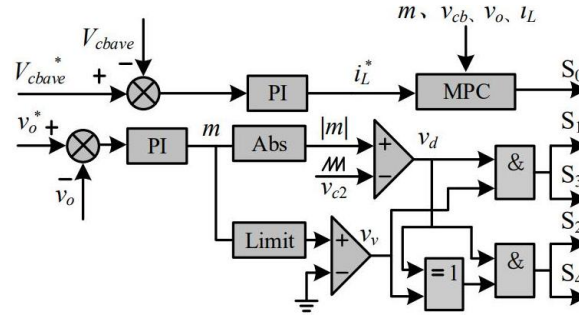 m、v_cb、v_o、i_L
V_cbave
V_cbave* + − PI i_L* MPC S_0
v_o* + − PI m Abs |m| + − v_d & S_1
v_o v_c2 S_3
Limit + − v_v = 1 & S_2
S_4